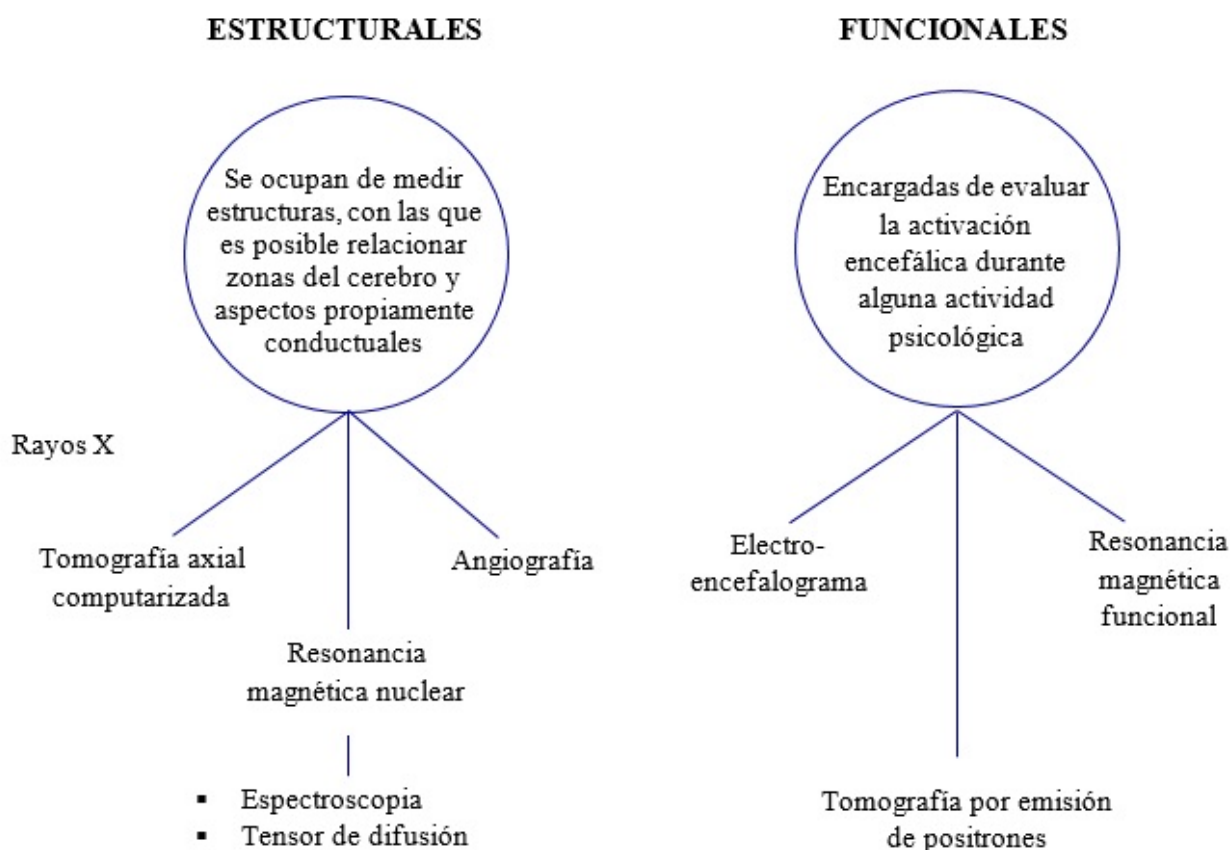 ESTRUCTURALES
Se ocupan de medir
estructuras, con las que
es posible relacionar
zonas del cerebro y
aspectos propiamente
conductuales
Rayos X
Tomografía axial
computarizada
Angiografía
Resonancia
magnética nuclear
▪ Espectroscopia
▪ Tensor de difusión
FUNCIONALES
Encargadas de evaluar
la activación
encefálica durante
alguna actividad
psicológica
Electro-
encefalograma
Resonancia
magnética
funcional
Tomografía por emisión
de positrones